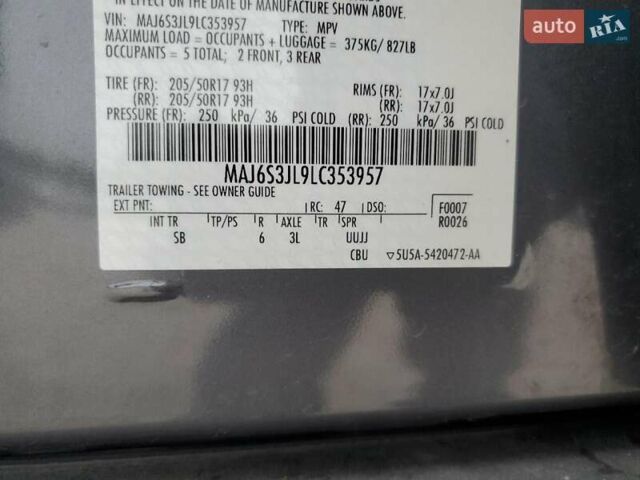 IN EFFECT ON THE DATE OF MANUFACTURE SHOWN ABOVE.
VIN: MAJ6S3JL9LC353957 TYPE: MPV
MAXIMUM LOAD = OCCUPANTS + LUGGAGE = 375KG/ 827LB
OCCUPANTS = 5 TOTAL; 2 FRONT, 3 REAR
TIRE (FR): 205/50R17 93H RIMS (FR): 17x7.0J
(RR): 205/50R17 93H (RR): 17x7.0J
PRESSURE (FR): 250 kPa/ 36 PSI COLD (RR): 250 kPa/ 36 PSI COLD
MAJ6S3JL9LC353957
TRAILER TOWING - SEE OWNER GUIDE
EXT PNT: RC: 47 DSO: F0007
R0026
INT TR TP/PS R AXLE TR SPR
SB 6 3L UUJJ
CBU ▽5U5A-5420472-AA
auto RIA .com